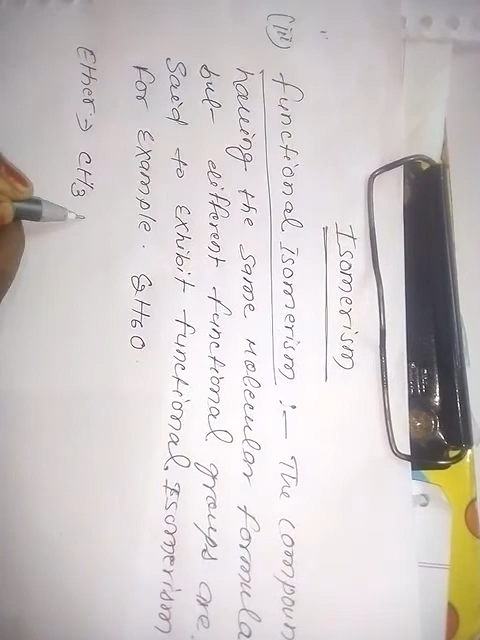 Isomerism
(iii) functional isomerism :- The compoun
having the same molecular formula
but different functional groups are.
said to exhibit functional Isomerism
for example. C2H6O
Ether → CH3